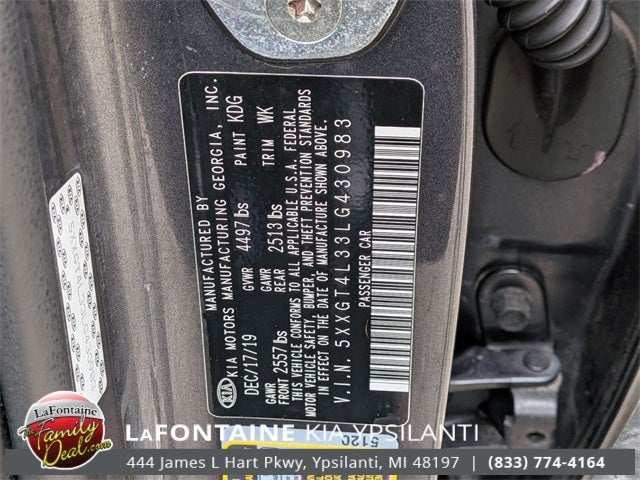 MANUFACTURED BY
KIA KIA MOTORS MANUFACTURING GEORGIA, INC.
DEC/17/19 GVWR 4497 lbs PAINT KDG
GAWR FRONT 2557 lbs GAWR REAR 2513 lbs TRIM WK
THIS VEHICLE CONFORMS TO ALL APPLICABLE U.S.A. FEDERAL
MOTOR VEHICLE SAFETY, BUMPER, AND THEFT PREVENTION STANDARDS
IN EFFECT ON THE DATE OF MANUFACTURE SHOWN ABOVE.
V.I.N. 5XXGT4L33LG430983
PASSENGER CAR
5120
LaFontaine
The Family Deal.com
LAFONTAINE KIA YPSILANTI
444 James L Hart Pkwy, Ypsilanti, MI 48197 | (833) 774-4164